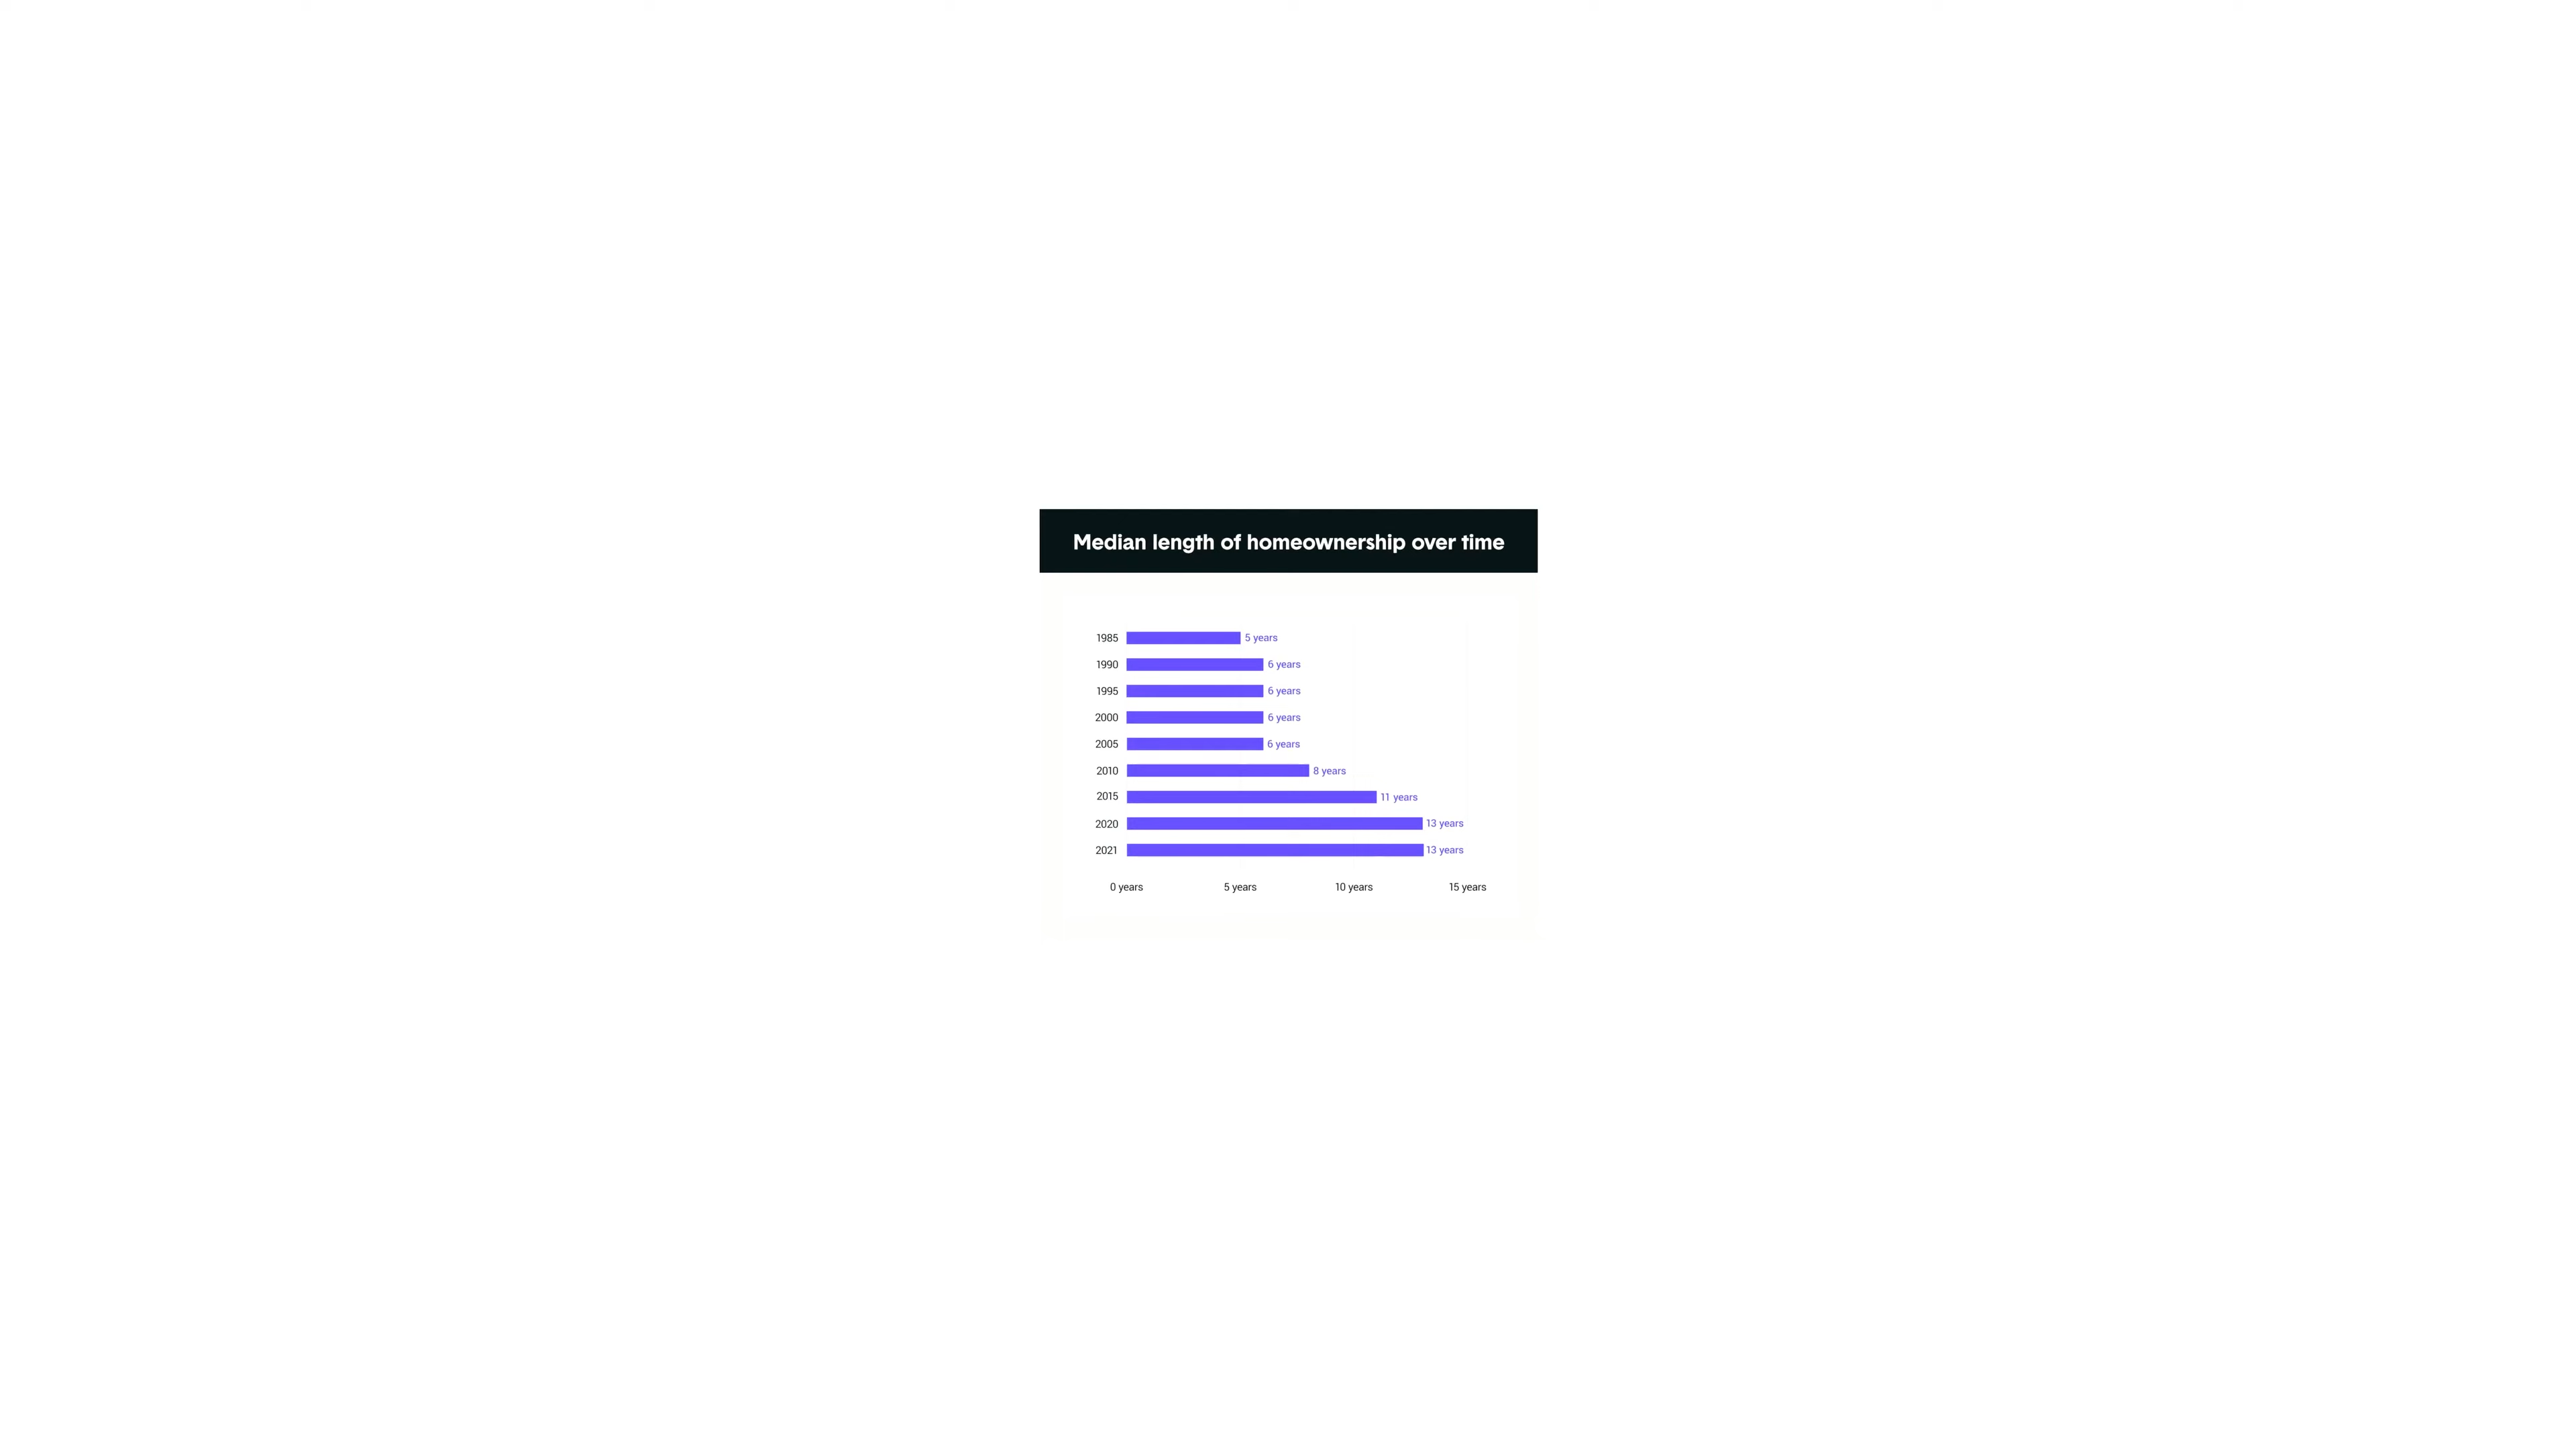 Median length of homeownership over time
1985 5 years
1990 6 years
1995 6 years
2000 6 years
2005 6 years
2010 8 years
2015 11 years
2020 13 years
2021 13 years
0 years 5 years 10 years 15 years